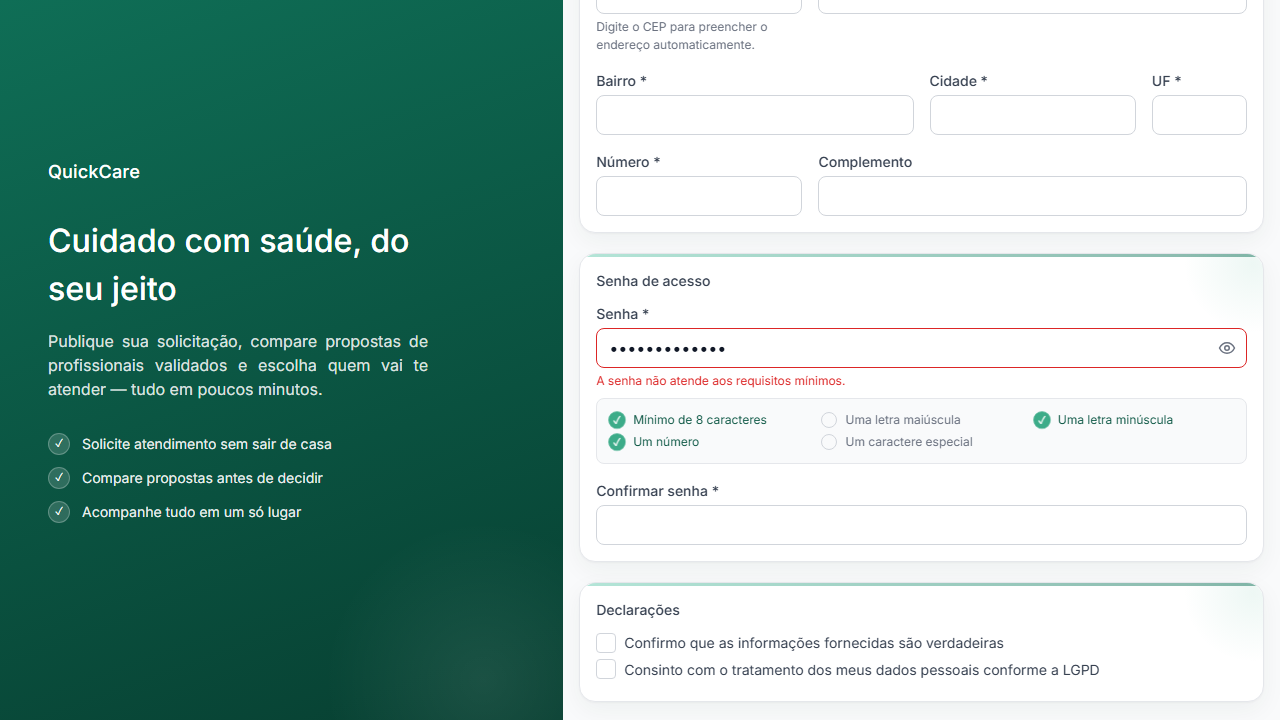 QuickCare
Cuidado com saúde, do
seu jeito
Publique sua solicitação, compare propostas de
profissionais validados e escolha quem vai te
atender — tudo em poucos minutos.
Solicite atendimento sem sair de casa
Compare propostas antes de decidir
Acompanhe tudo em um só lugar
Digite o CEP para preencher o
endereço automaticamente.
Bairro * Cidade * UF *
Número * Complemento
Senha de acesso
Senha *
•••••••••••••
A senha não atende aos requisitos mínimos.
Mínimo de 8 caracteres Uma letra maiúscula Uma letra minúscula
Um número Um caractere especial
Confirmar senha *
Declarações
Confirmo que as informações fornecidas são verdadeiras
Consinto com o tratamento dos meus dados pessoais conforme a LGPD